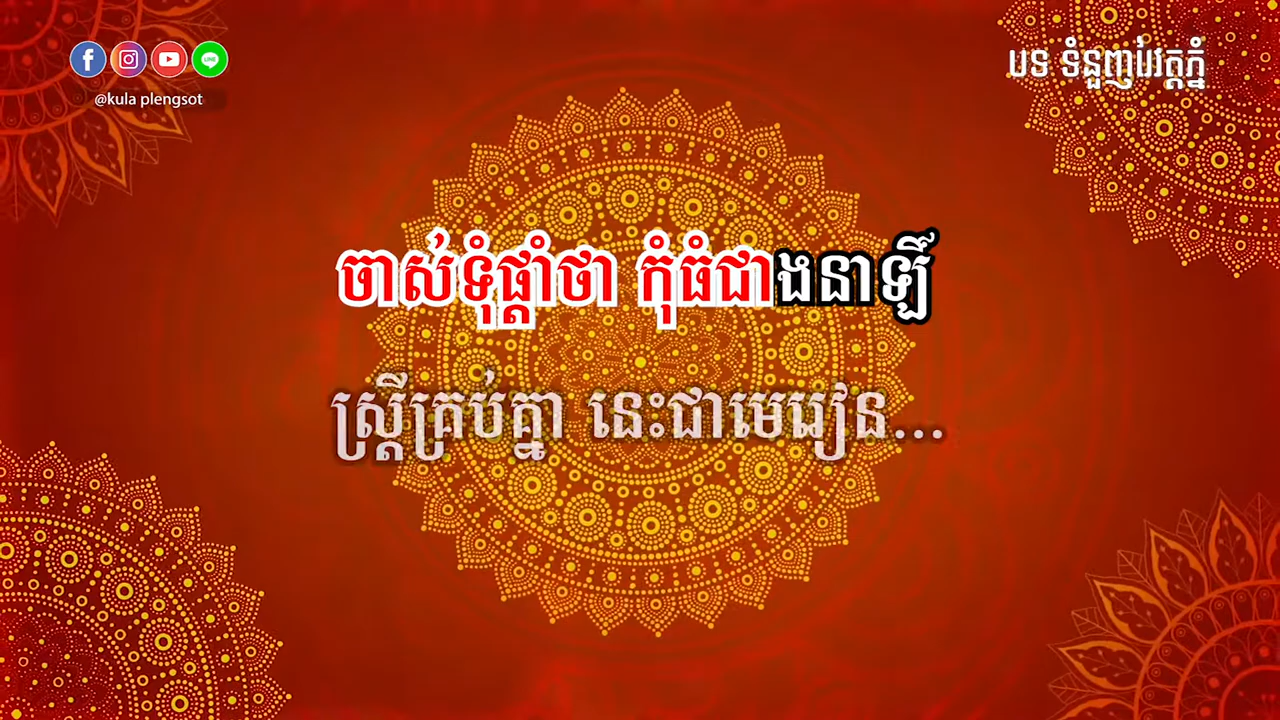 @kula plengsot
បទ ទំនួញវត្តភ្នំ
ចាស់ទុំផ្តាំថា កុំធំជាងនាឡិ៍
ស្ត្រីគ្រប់គ្នា នេះជាមេរៀន...